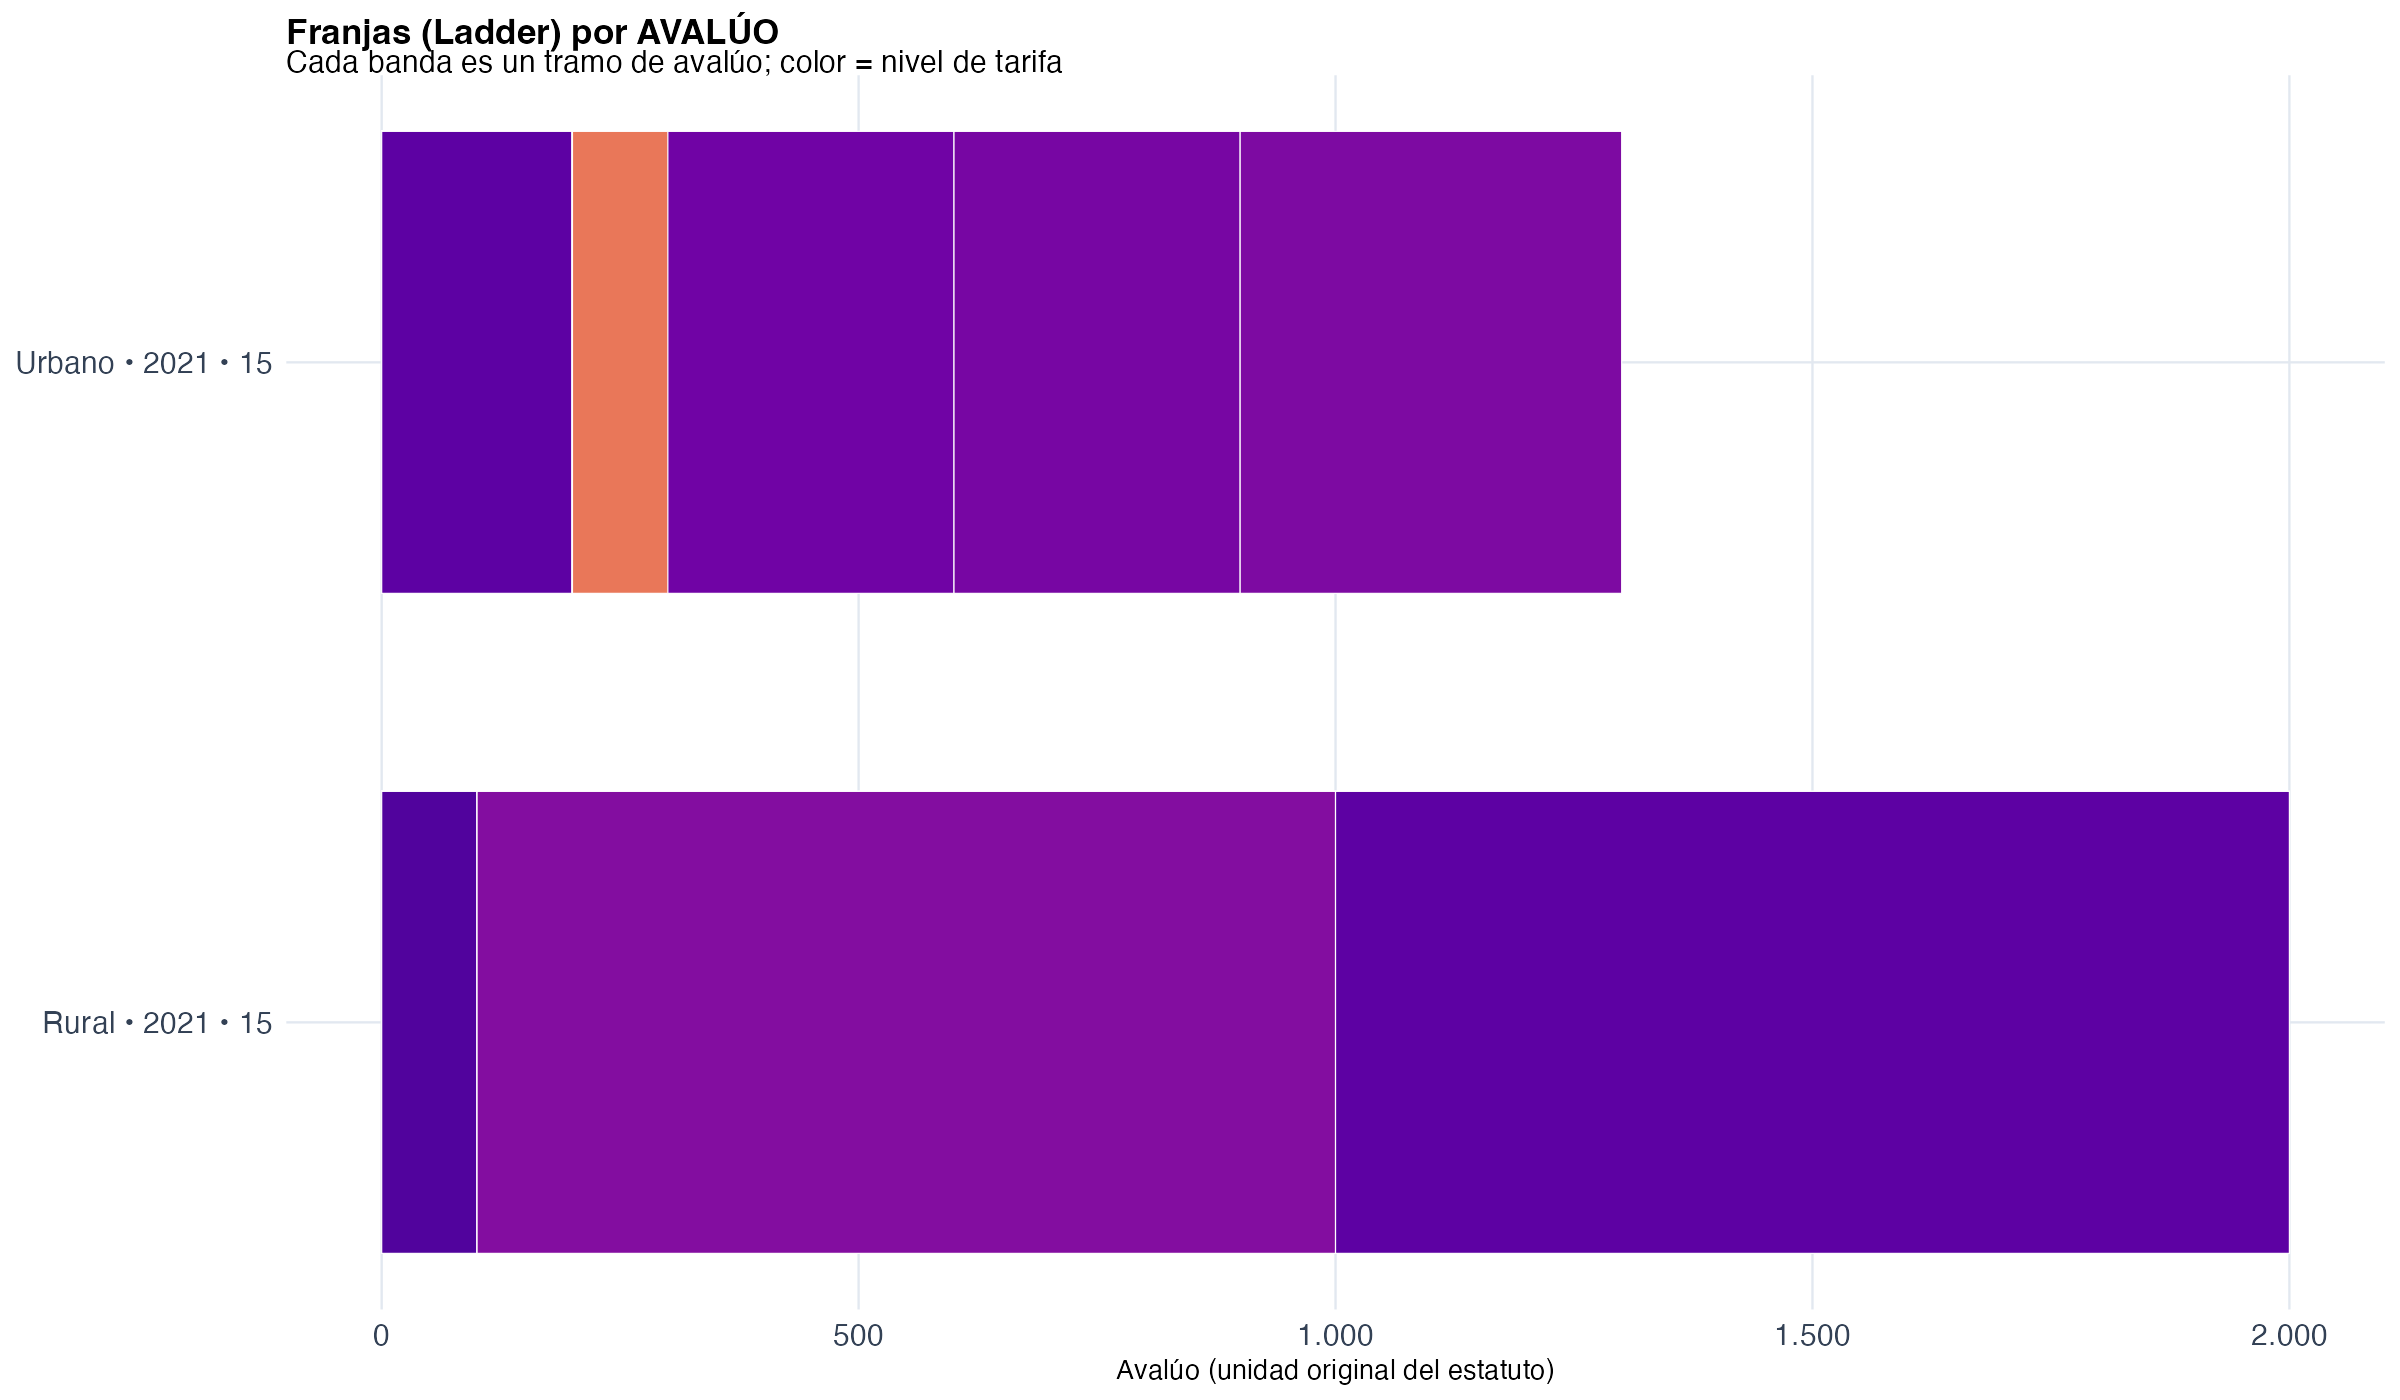 Franjas (Ladder) por AVALÚO
Cada banda es un tramo de avalúo; color = nivel de tarifa
Urbano • 2021 • 15
Rural • 2021 • 15
0 500 1.000 1.500 2.000
Avalúo (unidad original del estatuto)